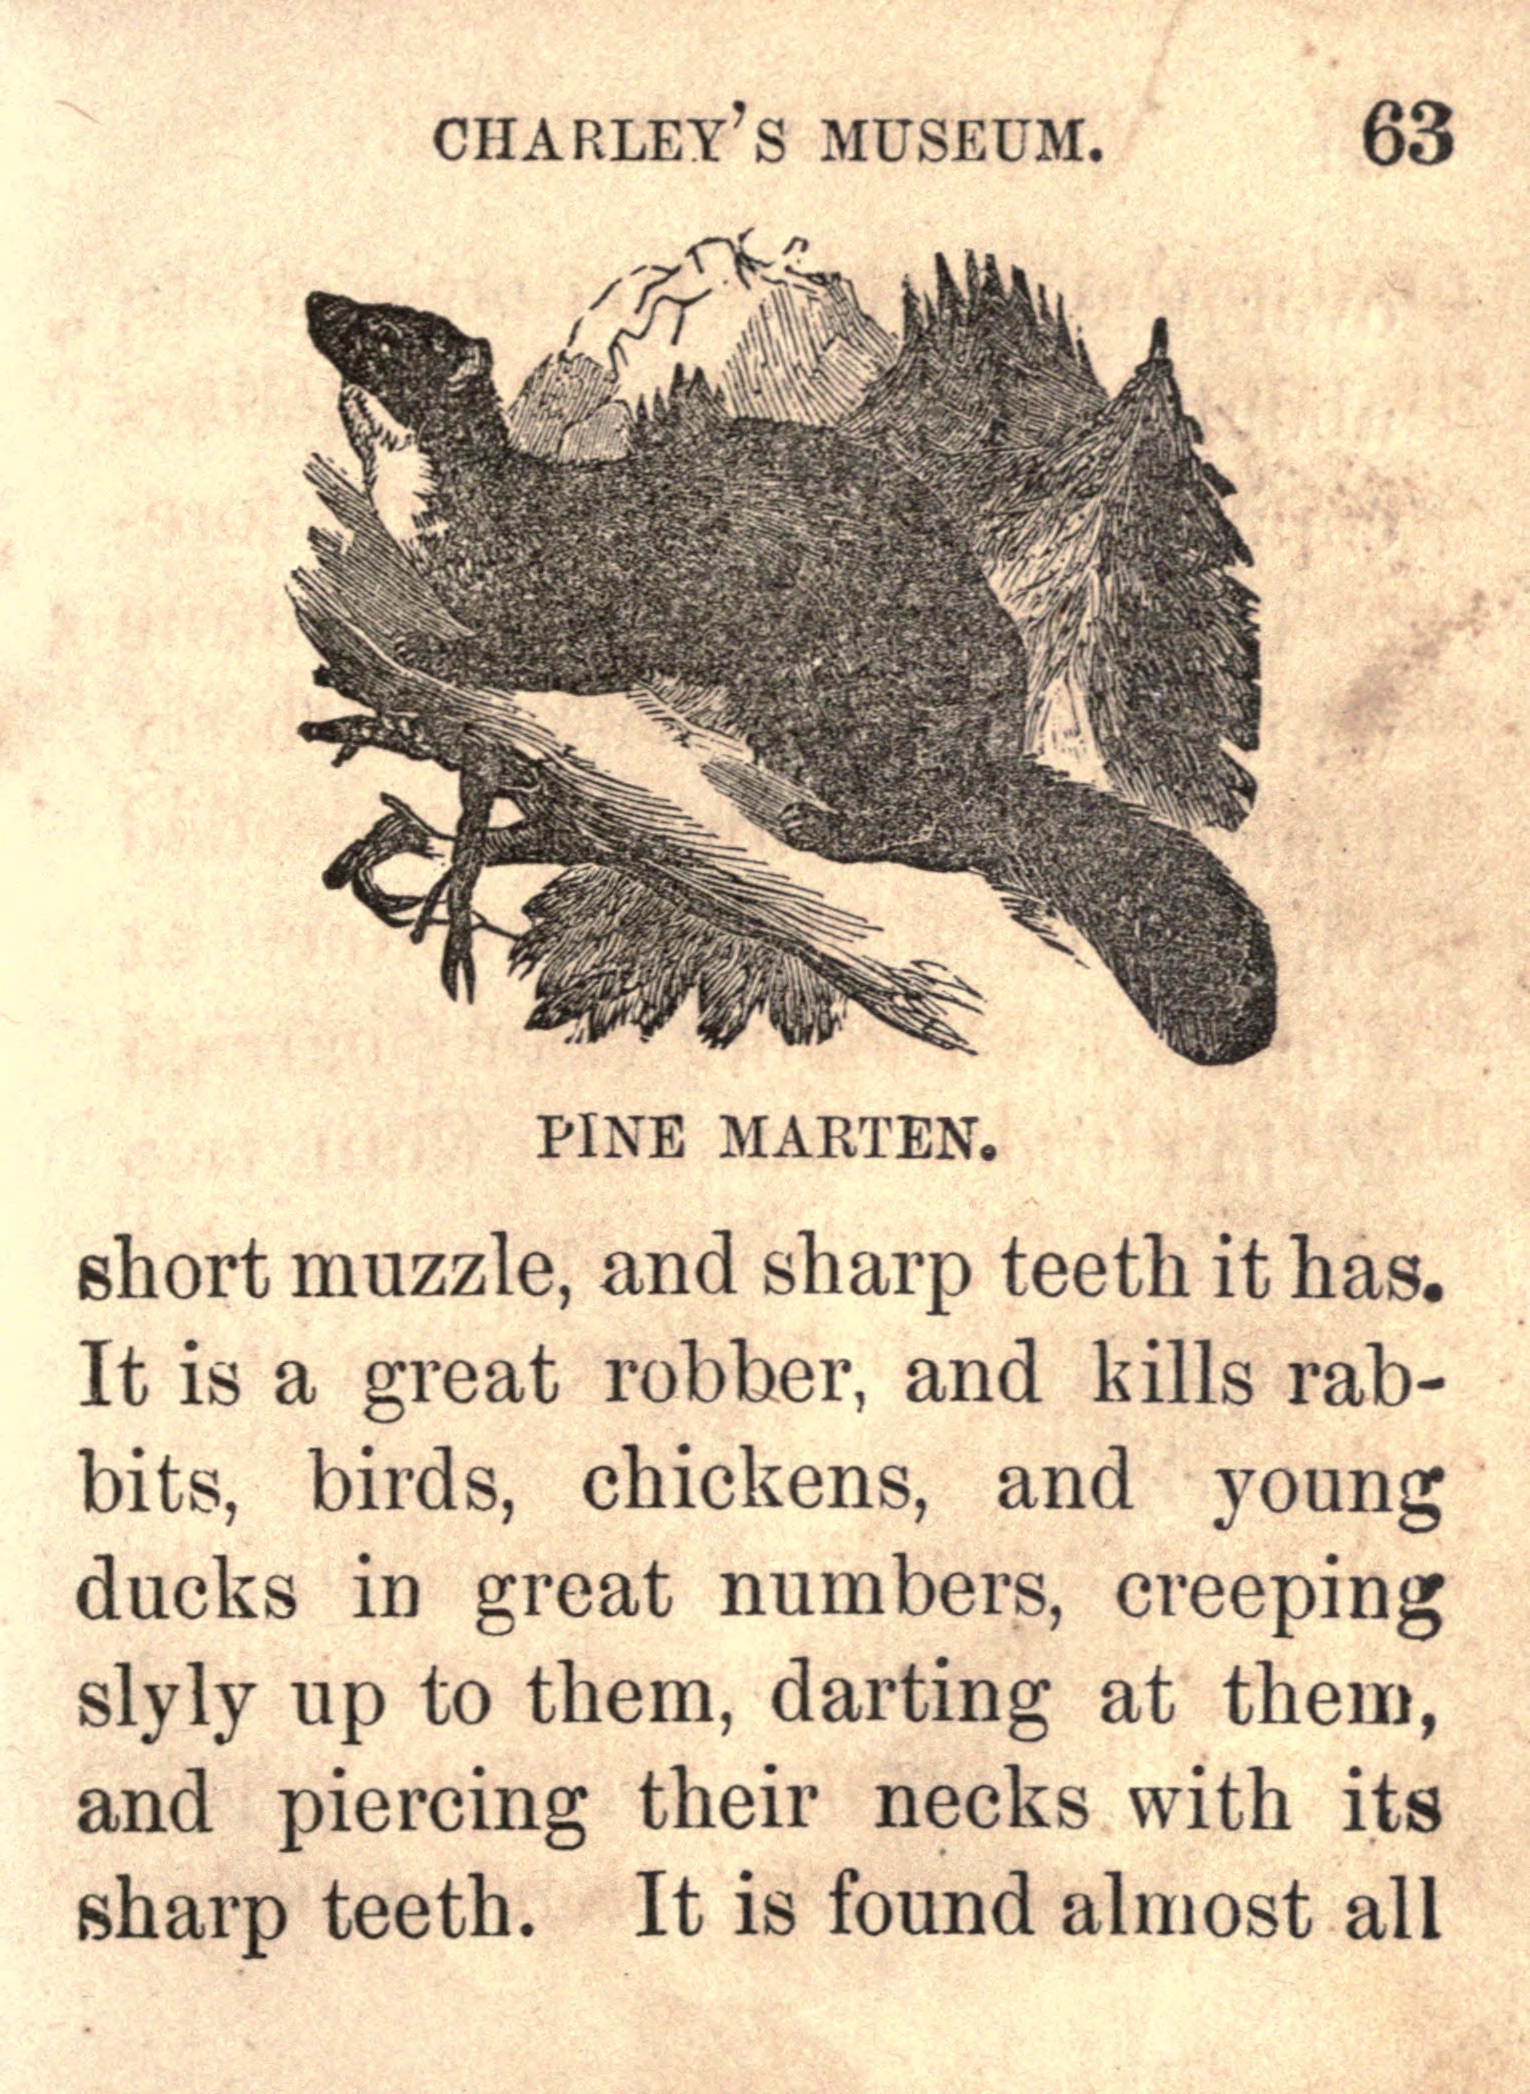 CHARLEY'S MUSEUM. 63
PINE MARTEN.
short muzzle, and sharp teeth it has.
It is a great robber, and kills rab-
bits, birds, chickens, and young
ducks in great numbers, creeping
slyly up to them, darting at them,
and piercing their necks with its
sharp teeth. It is found almost all